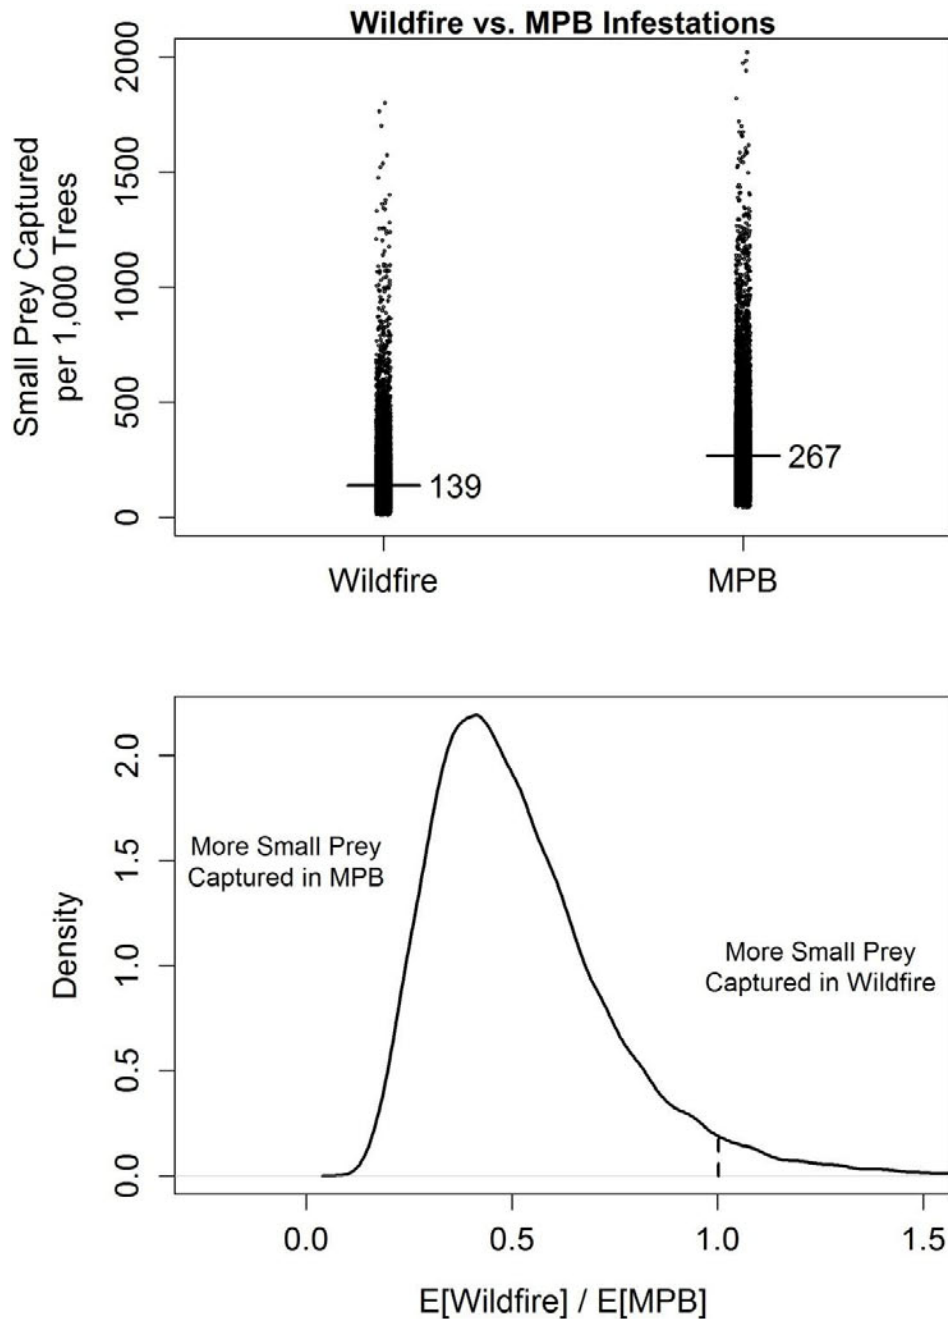 Wildfire vs. MPB Infestations
Small Prey Captured
per 1,000 Trees
2000
1500
1000
500
0
139
267
Wildfire
MPB
Density
2.0
1.5
1.0
0.5
0.0
More Small Prey
Captured in MPB
More Small Prey
Captured in Wildfire
0.0
0.5
1.0
1.5
E[Wildfire] / E[MPB]